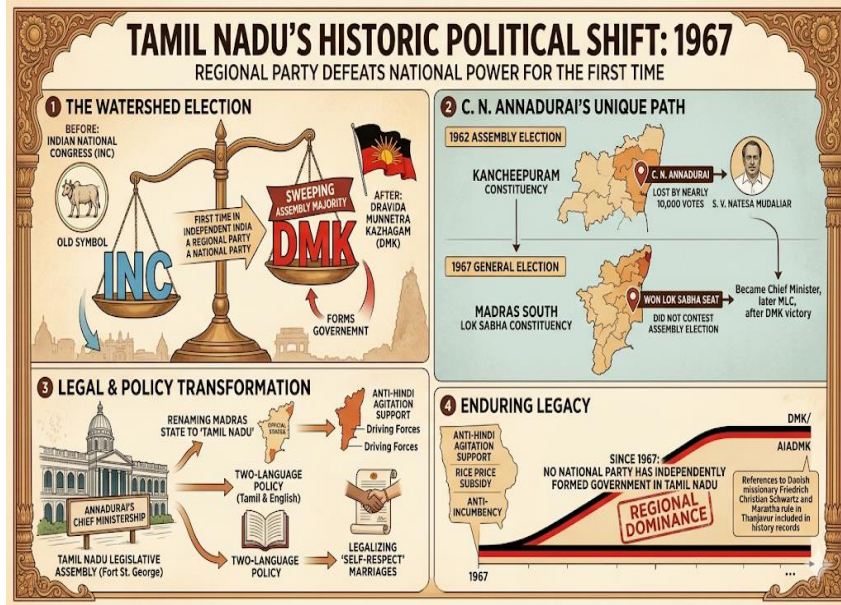 TAMIL NADU'S HISTORIC POLITICAL SHIFT: 1967
REGIONAL PARTY DEFEATS NATIONAL POWER FOR THE FIRST TIME
1 THE WATERSHED ELECTION
BEFORE:
INDIAN NATIONAL
CONGRESS (INC)
OLD SYMBOL
INC
FIRST TIME IN
INDEPENDENT INDIA
A REGIONAL PARTY
A NATIONAL PARTY
SWEEPING
ASSEMBLY MAJORITY
DMK
AFTER:
DRAVIDA
MUNNETRA
KAZHAGAM
(DMK)
FORMS
GOVERNEMNT
2 C. N. ANNADURAI'S UNIQUE PATH
1962 ASSEMBLY ELECTION
KANCHEEPURAM
CONSTITUENCY
C. N. ANNADURAI
LOST BY NEARLY
10,000 VOTES
S. V. NATESA MUDALIAR
1967 GENERAL ELECTION
MADRAS SOUTH
LOK SABHA CONSTITUENCY
WON LOK SABHA SEAT
DID NOT CONTEST
ASSEMBLY ELECTION
Became Chief Minister,
later MLC,
after DMK victory
3 LEGAL & POLICY TRANSFORMATION
ANNADURAI'S
CHIEF MINISTERSHIP
TAMIL NADU LEGISLATIVE
ASSEMBLY (Fort St. George)
RENAMING MADRAS
STATE TO 'TAMIL NADU'
OFFICIAL
STATES
ANTI-HINDI
AGITATION
SUPPORT
Driving Forces
Driving Forces
TWO-LANGUAGE
POLICY
(Tamil & English)
TWO-LANGUAGE
POLICY
LEGALIZING
'SELF-RESPECT'
MARRIAGES
4 ENDURING LEGACY
ANTI-HINDI
AGITATION
SUPPORT
RICE PRICE
SUBSIDY
ANTI-
INCUMBENCY
SINCE 1967:
NO NATIONAL PARTY HAS INDEPENDENTLY
FORMED GOVERNMENT IN TAMIL NADU
REGIONAL
DOMINANCE
DMK/
AIADMK
References to Danish
missionary Friedrich
Christian Schwartz and
Maratha rule in
Thanjavur included in
history records
1967
...